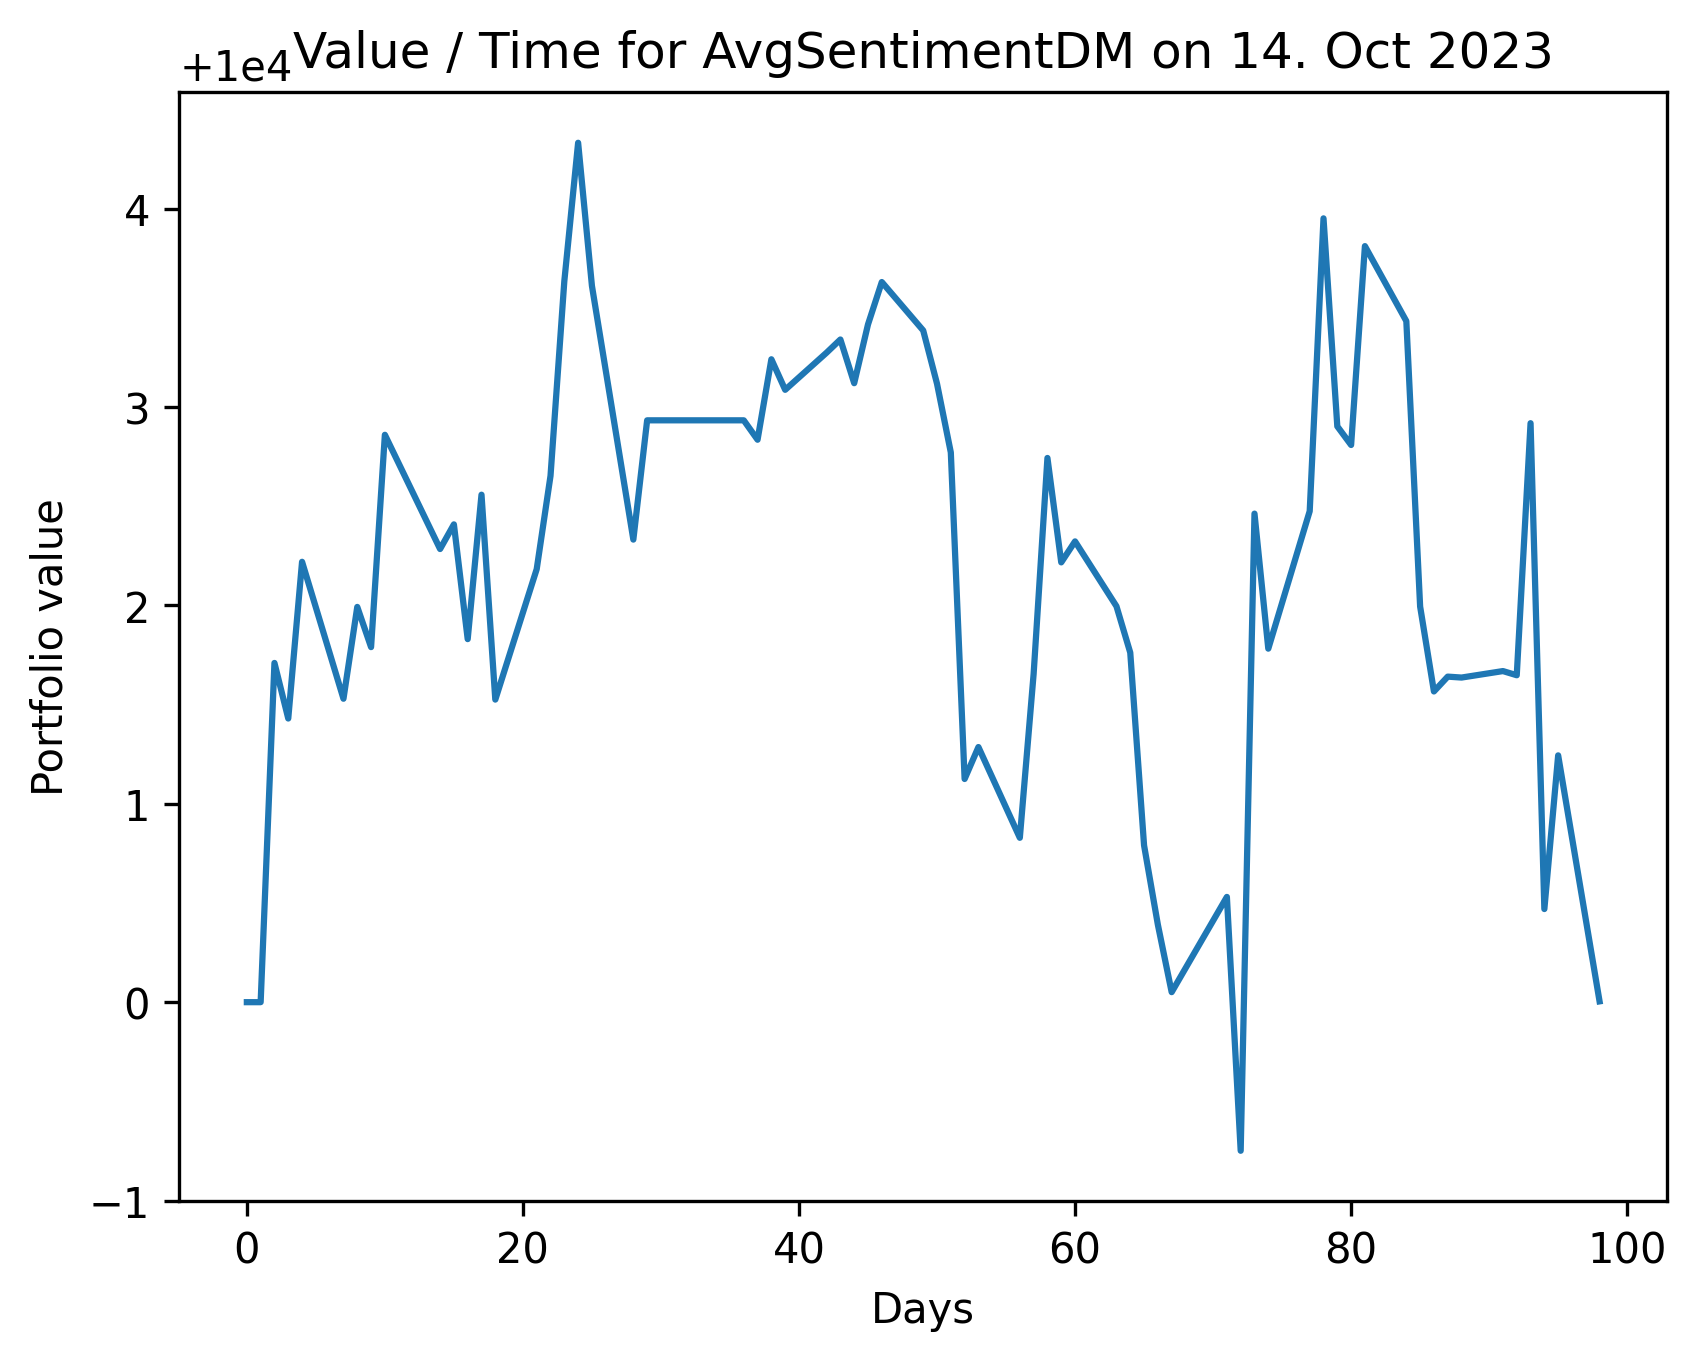 Value / Time for AvgSentimentDM on 14. Oct 2023
+1e4
4
3
2
1
0
−1
Portfolio value
0 20 40 60 80 100
Days